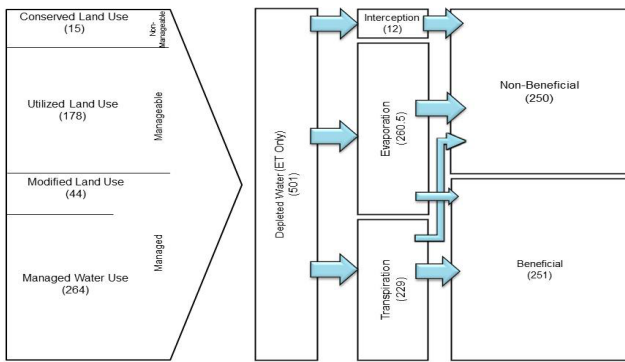 Conserved Land Use
(15)
Non-
Manageable
Utilized Land Use
(178)
Manageable
Modified Land Use
(44)
Managed Water Use
(264)
Managed
Depleted Water (ET Only)
(501)
Interception
(12)
Evaporation
(260.5)
Transpiration
(229)
Non-Beneficial
(250)
Beneficial
(251)